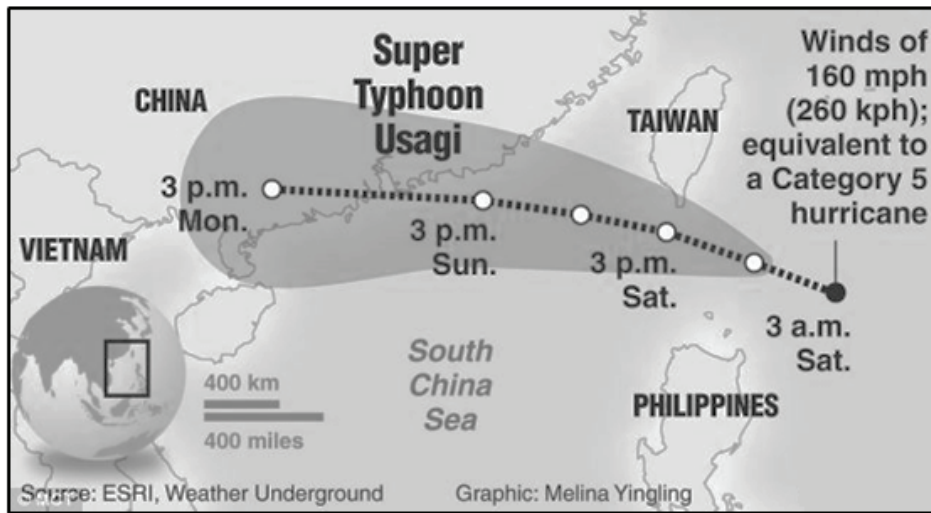 Super
Typhoon
Usagi
Winds of
160 mph
(260 kph);
equivalent to
a Category 5
hurricane
CHINA
TAIWAN
VIETNAM
3 p.m.
Mon.
3 p.m.
Sun.
3 p.m.
Sat.
3 a.m.
Sat.
South
China
Sea
PHILIPPINES
400 km
400 miles
Source: ESRI, Weather Underground
Graphic: Melina Yingling